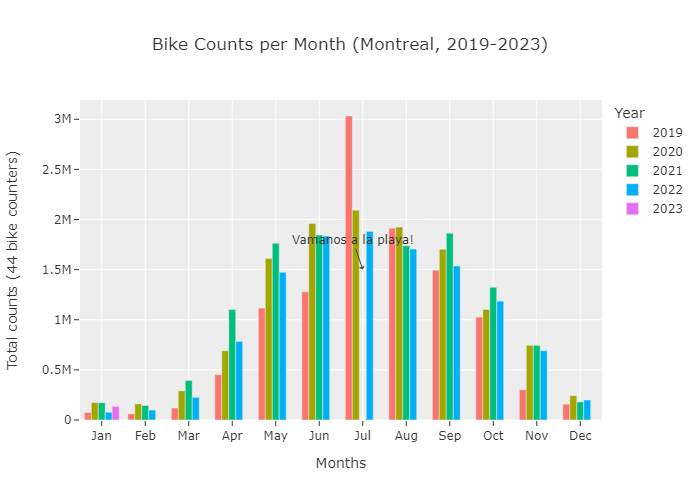 Bike Counts per Month (Montreal, 2019-2023)
Year
2019
2020
2021
2022
2023
Total counts (44 bike counters)
3M
2.5M
2M
1.5M
1M
0.5M
0
Vamanos a la playa!
Jan Feb Mar Apr May Jun Jul Aug Sep Oct Nov Dec
Months